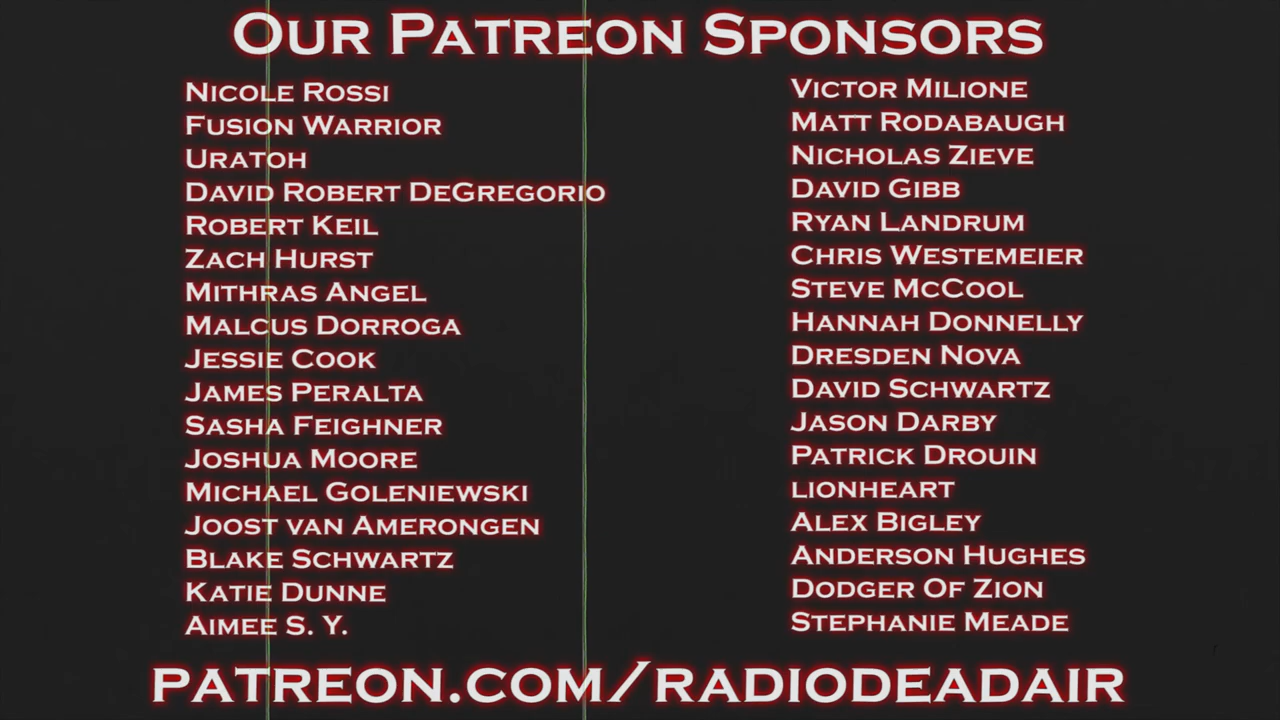 Our Patreon Sponsors
Nicole Rossi
Fusion Warrior
Uratoh
David Robert DeGregorio
Robert Keil
Zach Hurst
Mithras Angel
Malcus Dorroga
Jessie Cook
James Peralta
Sasha Feighner
Joshua Moore
Michael Goleniewski
Joost van Amerongen
Blake Schwartz
Katie Dunne
Aimee S. Y.
Victor Milione
Matt Rodabaugh
Nicholas Zieve
David Gibb
Ryan Landrum
Chris Westemeier
Steve McCool
Hannah Donnelly
Dresden Nova
David Schwartz
Jason Darby
Patrick Drouin
lionheart
Alex Bigley
Anderson Hughes
Dodger Of Zion
Stephanie Meade
patreon.com/radiodeadair